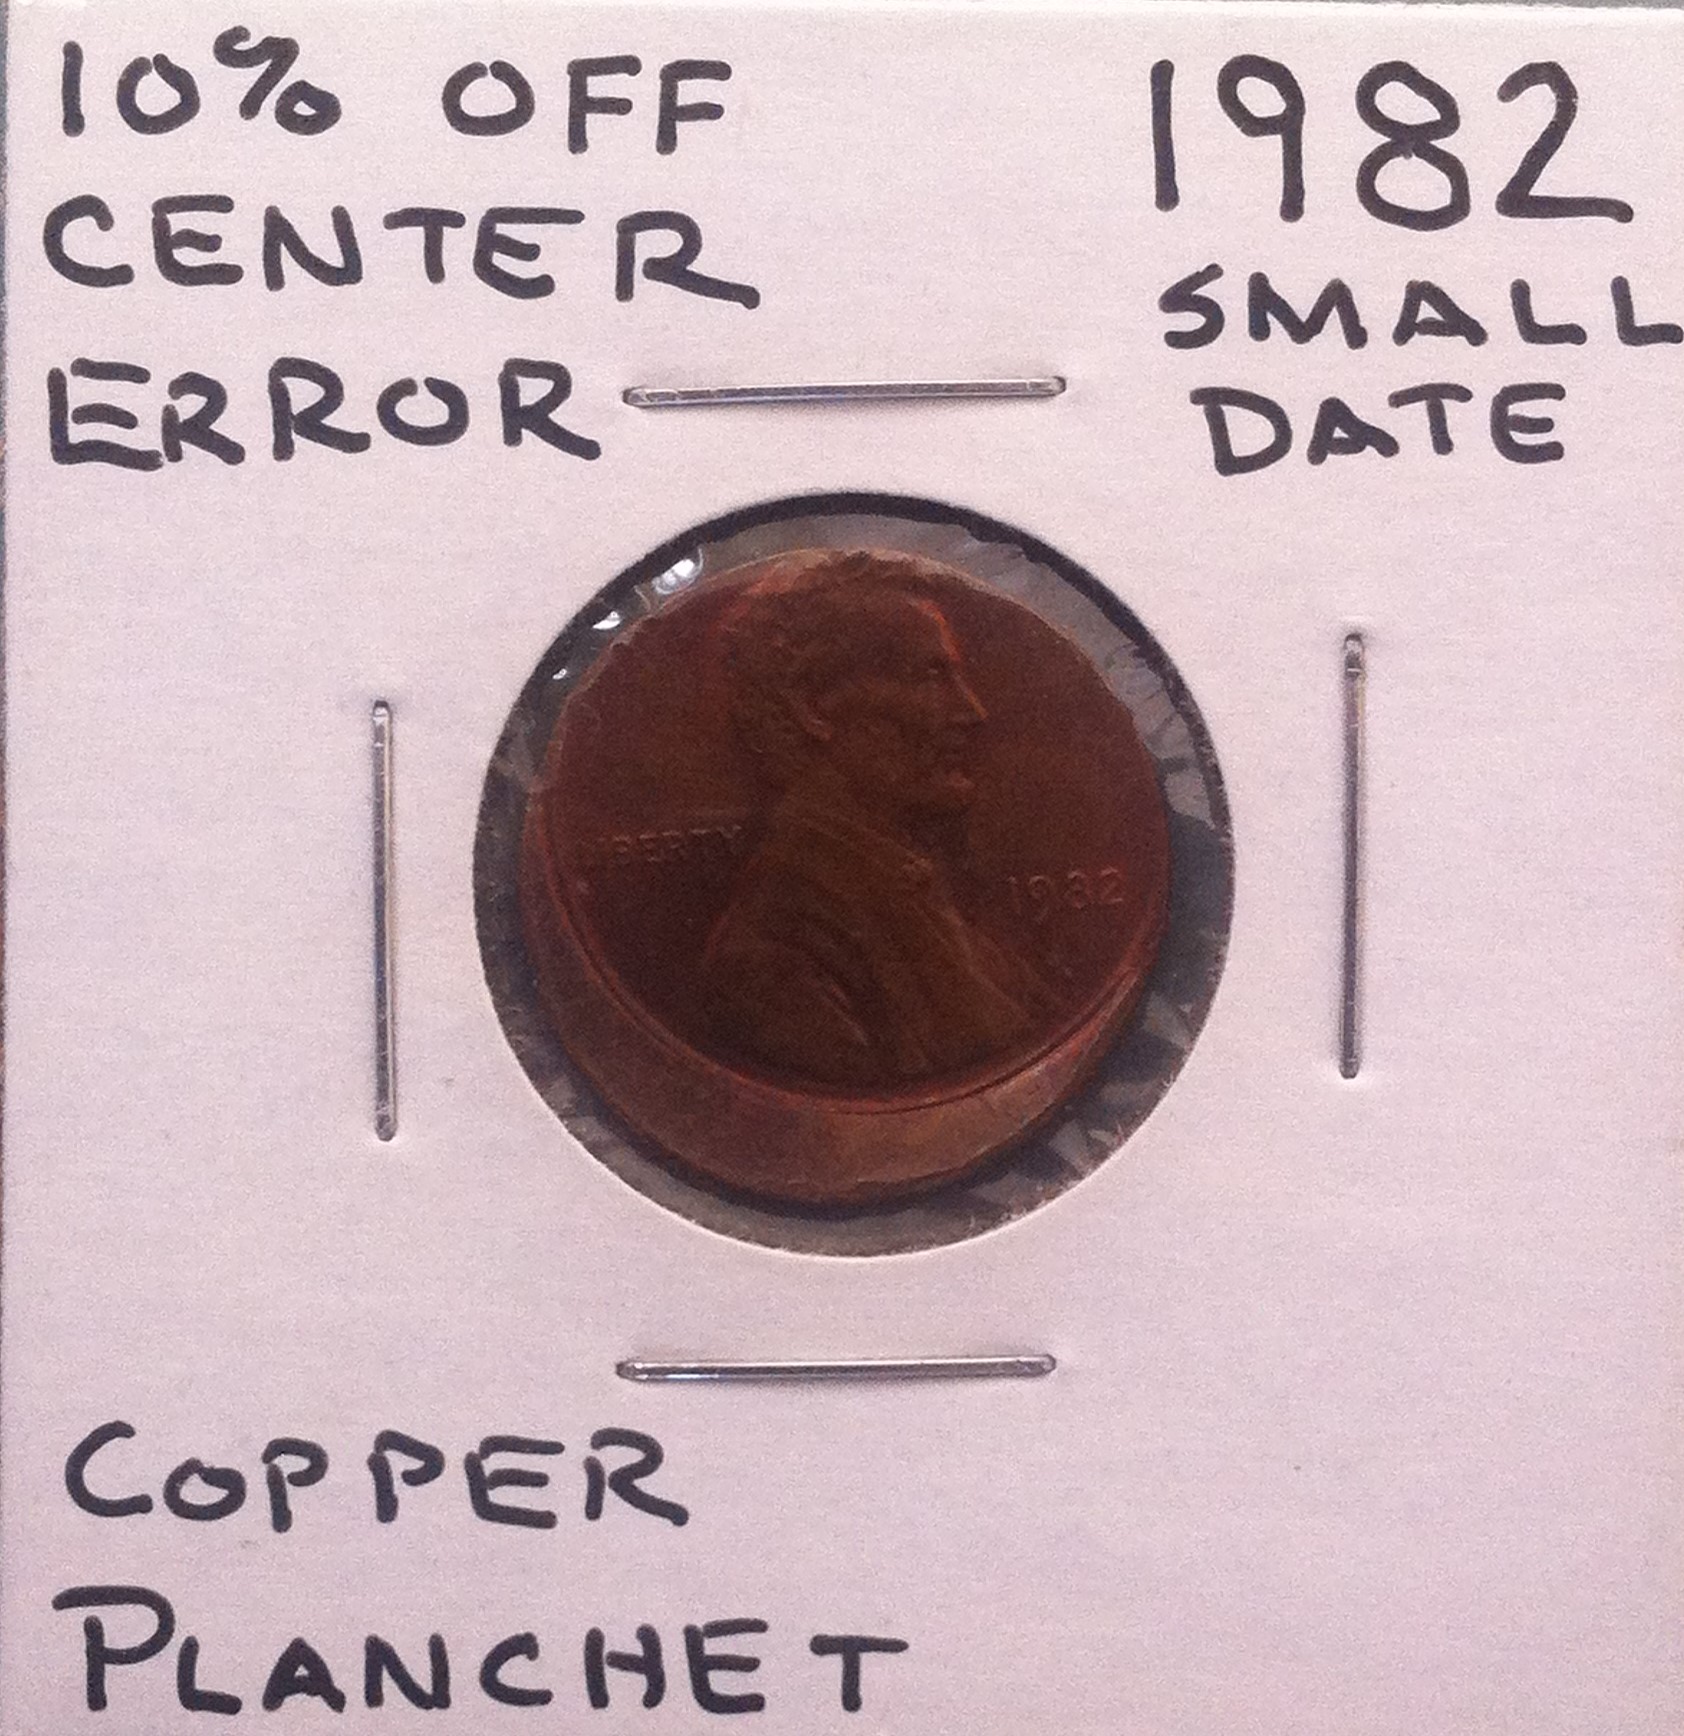 10% OFF
CENTER
ERROR
1982
SMALL
DATE
LIBERTY
1982
COPPER
PLANCHET